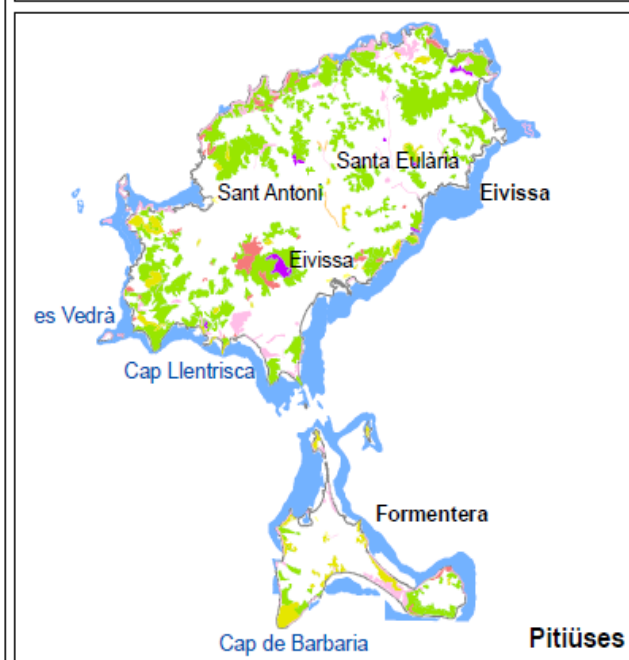 Santa Eulària
Sant Antoni
Eivissa
Eivissa
es Vedrà
Cap Llentrisca
Formentera
Cap de Barbaria
Pitiüses